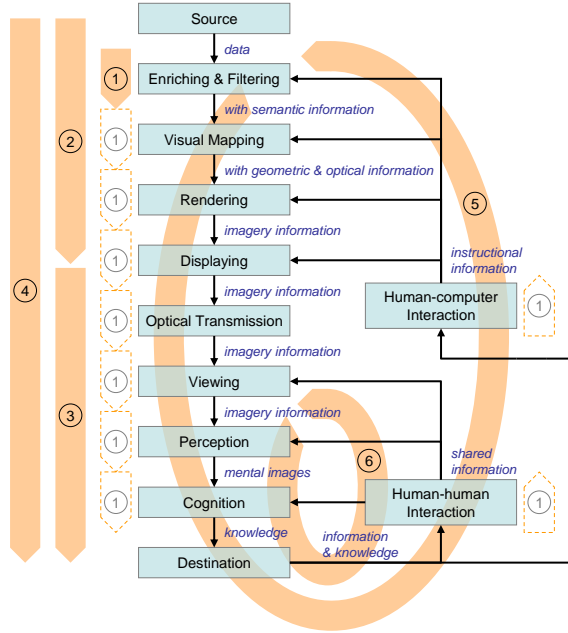 Source
data
1
Enriching & Filtering
with semantic information
1
2
Visual Mapping
with geometric & optical information
1
Rendering
5
imagery information
1
Displaying
instructional
information
4
imagery information
1
Optical Transmission
Human-computer
Interaction
1
imagery information
1
Viewing
3
imagery information
1
Perception
6
shared
information
mental images
1
Cognition
Human-human
Interaction
1
knowledge
information
& knowledge
Destination